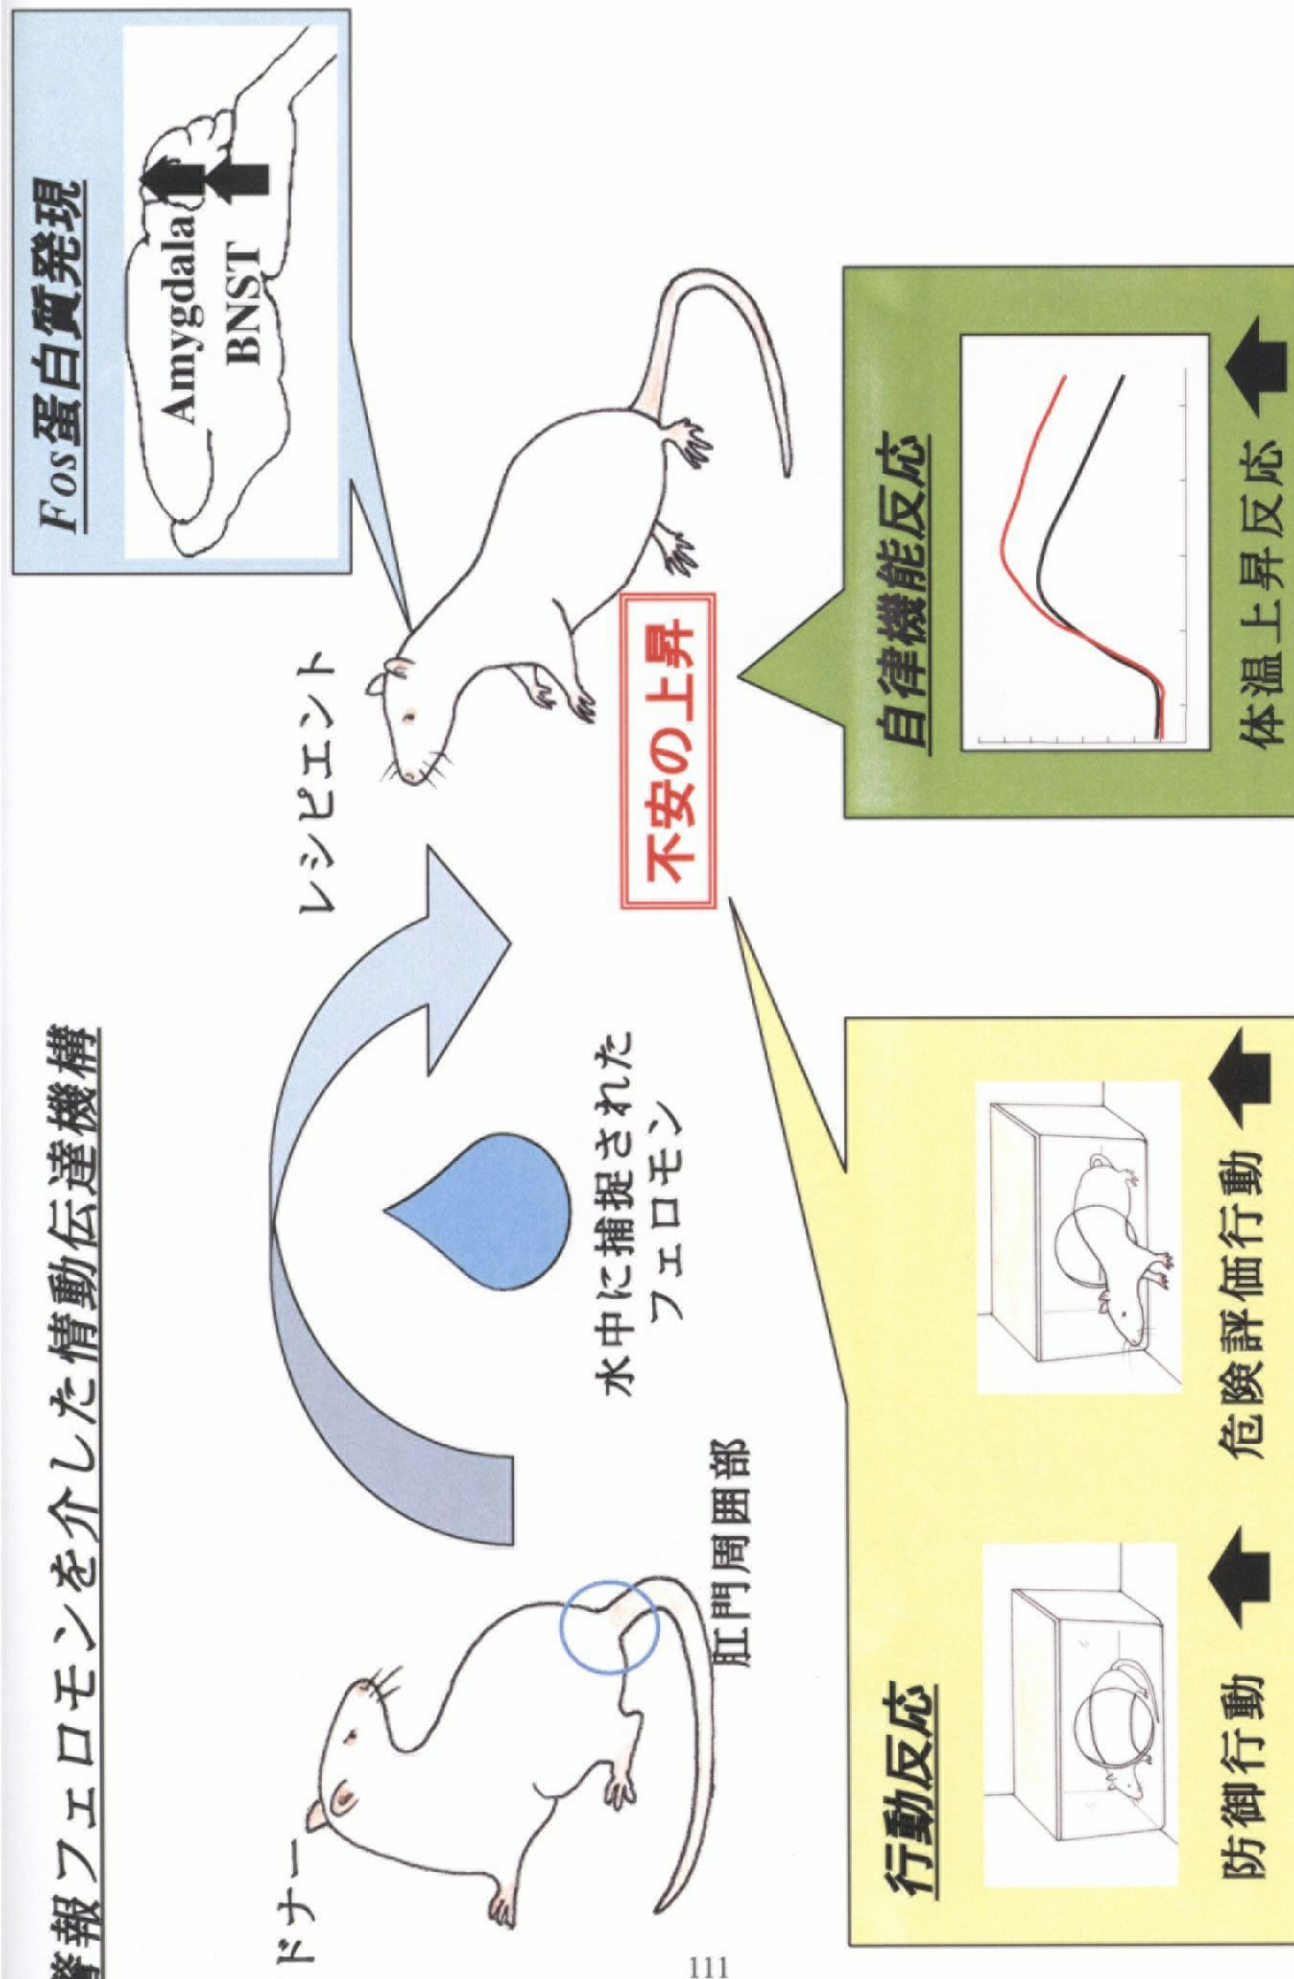 警報フェロモンを介した情動伝達機構
ドナー
肛門周囲部
水中に捕捉された
フェロモン
レシピエント
不安の上昇
Fos蛋白質発現
Amygdala
BNST
行動反応
防御行動
危険評価行動
自律機能反応
体温上昇反応
111